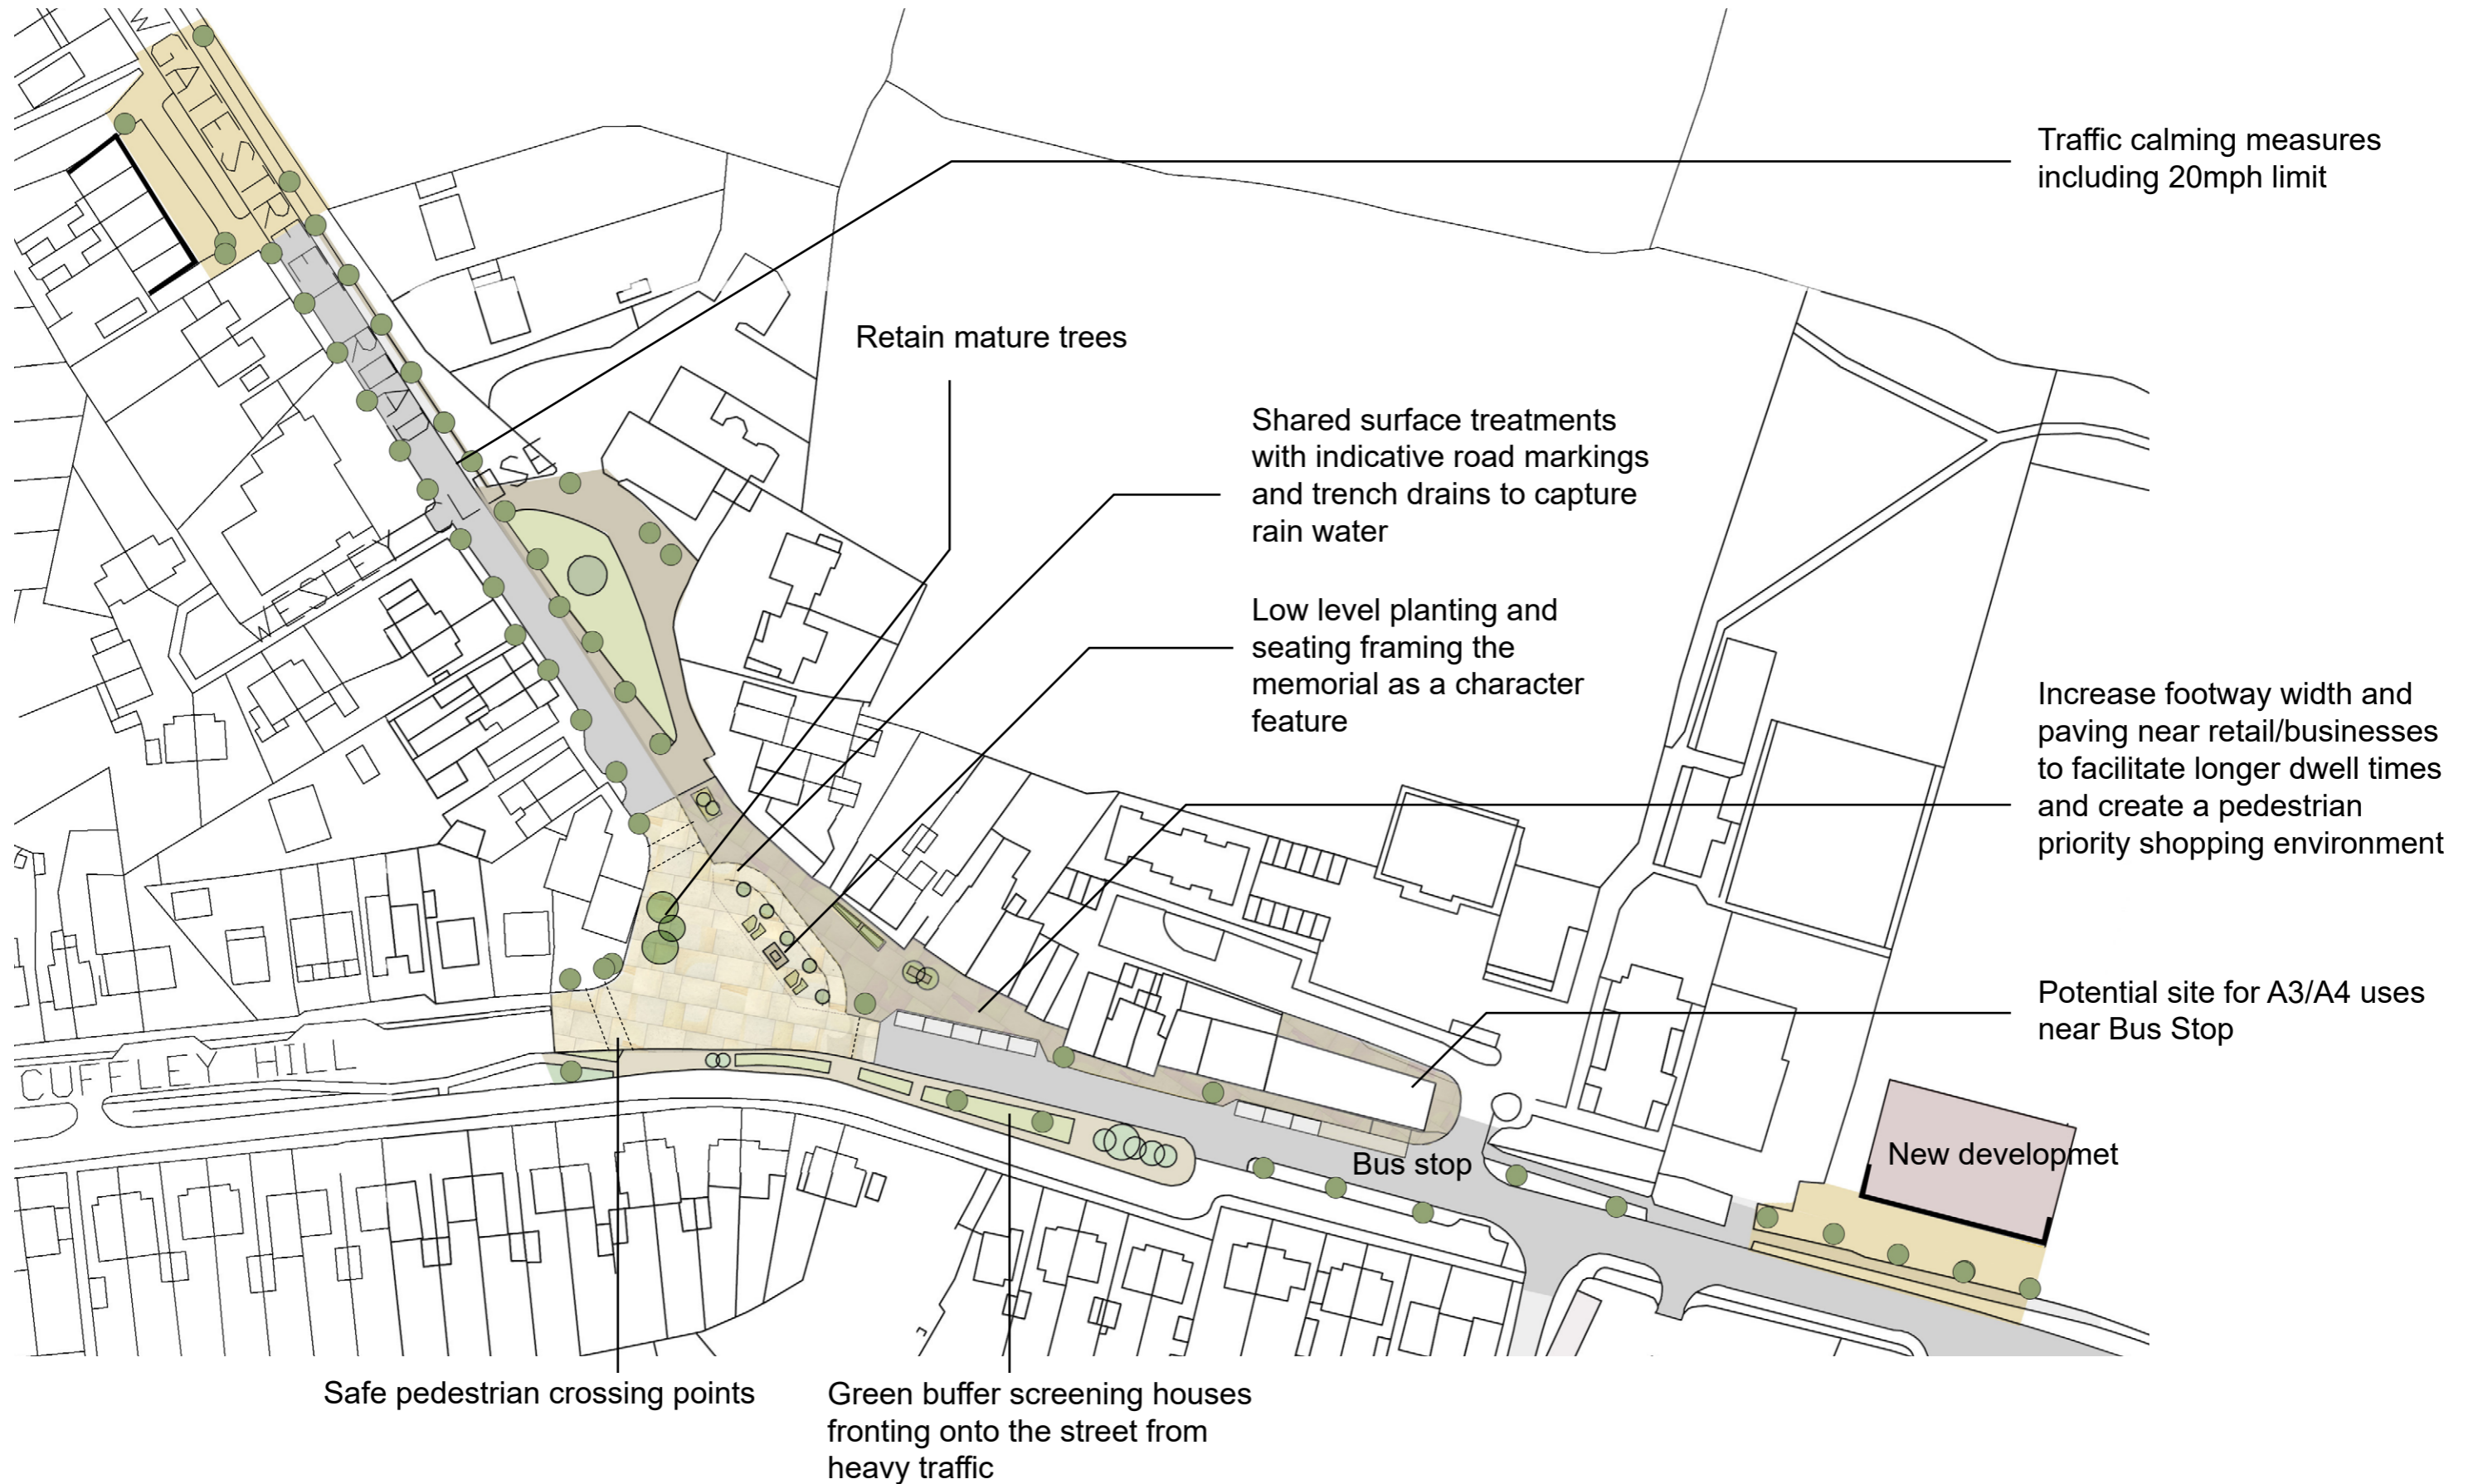 Traffic calming measures
including 20mph limit
Retain mature trees
Shared surface treatments
with indicative road markings
and trench drains to capture
rain water
Low level planting and
seating framing the
memorial as a character
feature
Increase footway width and
paving near retail/businesses
to facilitate longer dwell times
and create a pedestrian
priority shopping environment
Potential site for A3/A4 uses
near Bus Stop
New developmet
Bus stop
CUFFLEY HILL
Safe pedestrian crossing points
Green buffer screening houses
fronting onto the street from
heavy traffic